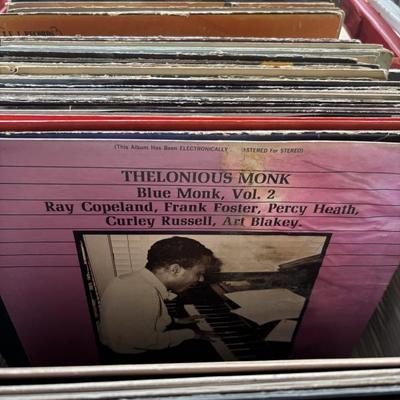 (This Album Has Been ELECTRONICALLY MASTERED For STEREO)
THELONIOUS MONK
Blue Monk, Vol. 2
Ray Copeland, Frank Foster, Percy Heath,
Curley Russell, Art Blakey.